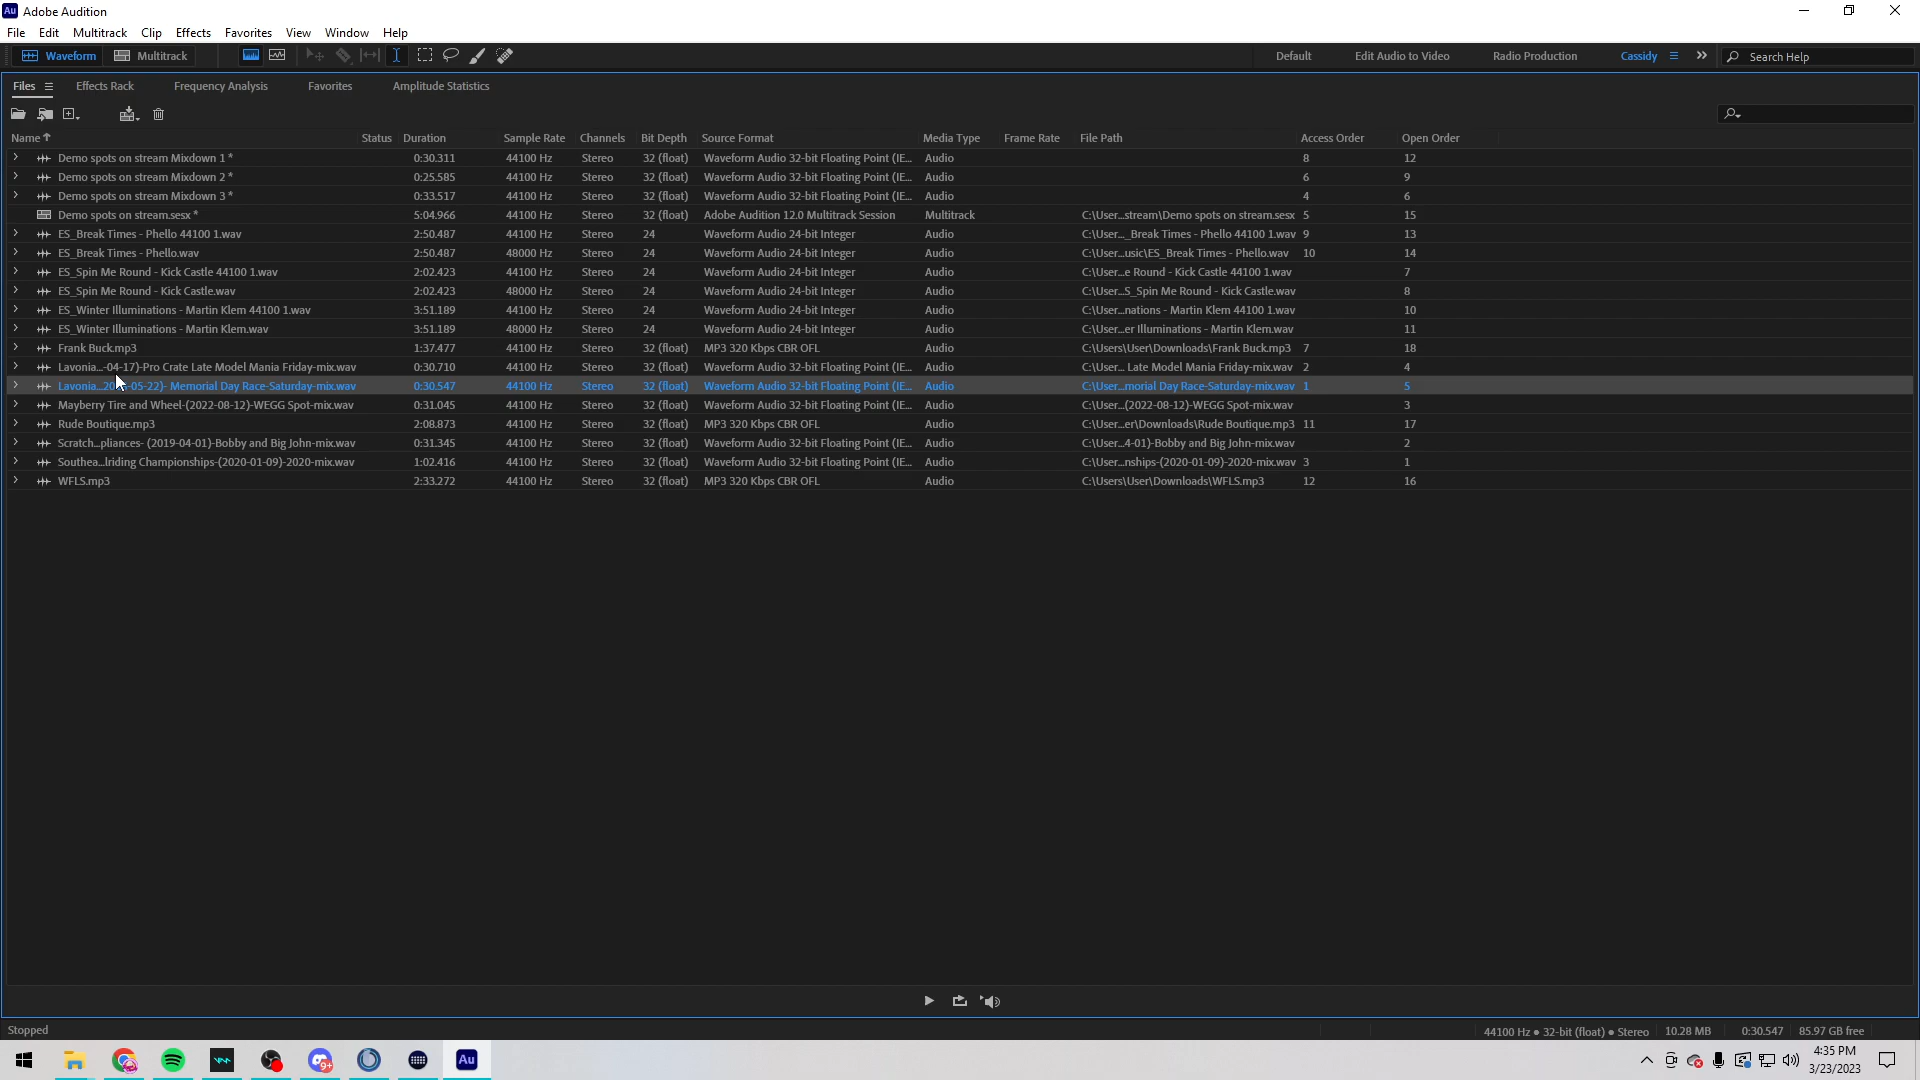 Au Adobe Audition
File Edit Multitrack Clip Effects Favorites View Window Help
Waveform Multitrack Default Edit Audio to Video Radio Production Cassidy Search Help
Files Effects Rack Frequency Analysis Favorites Amplitude Statistics
Name Status Duration Sample Rate Channels Bit Depth Source Format Media Type Frame Rate File Path Access Order Open Order
Demo spots on stream Mixdown 1 * 0:30.311 44100 Hz Stereo 32 (float) Waveform Audio 32-bit Floating Point (IE... Audio 8 12
Demo spots on stream Mixdown 2 * 0:25.585 44100 Hz Stereo 32 (float) Waveform Audio 32-bit Floating Point (IE... Audio 6 9
Demo spots on stream Mixdown 3 * 0:33.517 44100 Hz Stereo 32 (float) Waveform Audio 32-bit Floating Point (IE... Audio 4 6
Demo spots on stream.sesx * 5:04.966 44100 Hz Stereo 32 (float) Adobe Audition 12.0 Multitrack Session Multitrack C:\User...stream\Demo spots on stream.sesx 5 15
ES_Break Times - Phello 44100 1.wav 2:50.487 44100 Hz Stereo 24 Waveform Audio 24-bit Integer Audio C:\User..._Break Times - Phello 44100 1.wav 9 13
ES_Break Times - Phello.wav 2:50.487 48000 Hz Stereo 24 Waveform Audio 24-bit Integer Audio C:\User...usic\ES_Break Times - Phello.wav 10 14
ES_Spin Me Round - Kick Castle 44100 1.wav 2:02.423 44100 Hz Stereo 24 Waveform Audio 24-bit Integer Audio C:\User...e Round - Kick Castle 44100 1.wav 7
ES_Spin Me Round - Kick Castle.wav 2:02.423 48000 Hz Stereo 24 Waveform Audio 24-bit Integer Audio C:\User...S_Spin Me Round - Kick Castle.wav 8
ES_Winter Illuminations - Martin Klem 44100 1.wav 3:51.189 44100 Hz Stereo 24 Waveform Audio 24-bit Integer Audio C:\User...nations - Martin Klem 44100 1.wav 10
ES_Winter Illuminations - Martin Klem.wav 3:51.189 48000 Hz Stereo 24 Waveform Audio 24-bit Integer Audio C:\User...er Illuminations - Martin Klem.wav 11
Frank Buck.mp3 1:37.477 44100 Hz Stereo 32 (float) MP3 320 Kbps CBR OFL Audio C:\Users\User\Downloads\Frank Buck.mp3 7 18
Lavonia...-04-17)-Pro Crate Late Model Mania Friday-mix.wav 0:30.710 44100 Hz Stereo 32 (float) Waveform Audio 32-bit Floating Point (IE... Audio C:\User... Late Model Mania Friday-mix.wav 2 4
-05-22)- Memorial Day Race-Saturday-mix.wav 0:30.547 44100 Hz Stereo 32 (float) Waveform Audio 32-bit Floating Point (IE... Audio C:\User...morial Day Race-Saturday-mix.wav 1 5
Mayberry Tire and Wheel-(2022-08-12)-WEGG Spot-mix.wav 0:31.045 44100 Hz Stereo 32 (float) Waveform Audio 32-bit Floating Point (IE... Audio C:\User...(2022-08-12)-WEGG Spot-mix.wav 3
Rude Boutique.mp3 2:08.873 44100 Hz Stereo 32 (float) MP3 320 Kbps CBR OFL Audio C:\User...er\Downloads\Rude Boutique.mp3 11 17
Scratch...pliances- (2019-04-01)-Bobby and Big John-mix.wav 0:31.345 44100 Hz Stereo 32 (float) Waveform Audio 32-bit Floating Point (IE... Audio C:\User...4-01)-Bobby and Big John-mix.wav 2
Southea...lriding Championships-(2020-01-09)-2020-mix.wav 1:02.416 44100 Hz Stereo 32 (float) Waveform Audio 32-bit Floating Point (IE... Audio C:\User...nships-(2020-01-09)-2020-mix.wav 3 1
WFLS.mp3 2:33.272 44100 Hz Stereo 32 (float) MP3 320 Kbps CBR OFL Audio C:\Users\User\Downloads\WFLS.mp3 12 16
Stopped 44100 Hz • 32-bit (float) • Stereo 10.28 MB 0:30.547 85.97 GB free
9+ Au 4:35 PM
3/23/2023